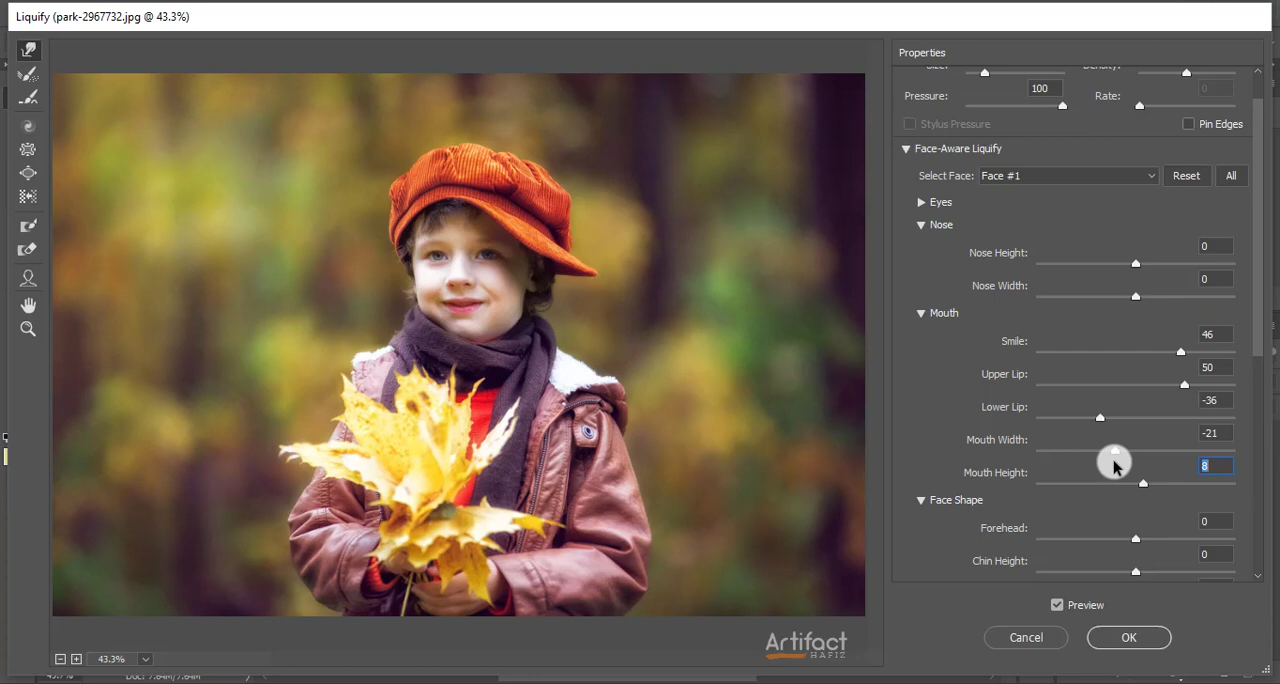 Liquify (park-2967732.jpg @ 43.3%)
Properties
Size: Density:
Pressure: 100 Rate: 0
Stylus Pressure Pin Edges
Face-Aware Liquify
Select Face: Face #1 Reset All
Eyes
Nose
Nose Height: 0
Nose Width: 0
Mouth
Smile: 46
Upper Lip: 50
Lower Lip: -36
Mouth Width: -21
Mouth Height: 8
Face Shape
Forehead: 0
Chin Height: 0
Preview
Cancel OK
Artifact
HAFIZ
43.3%